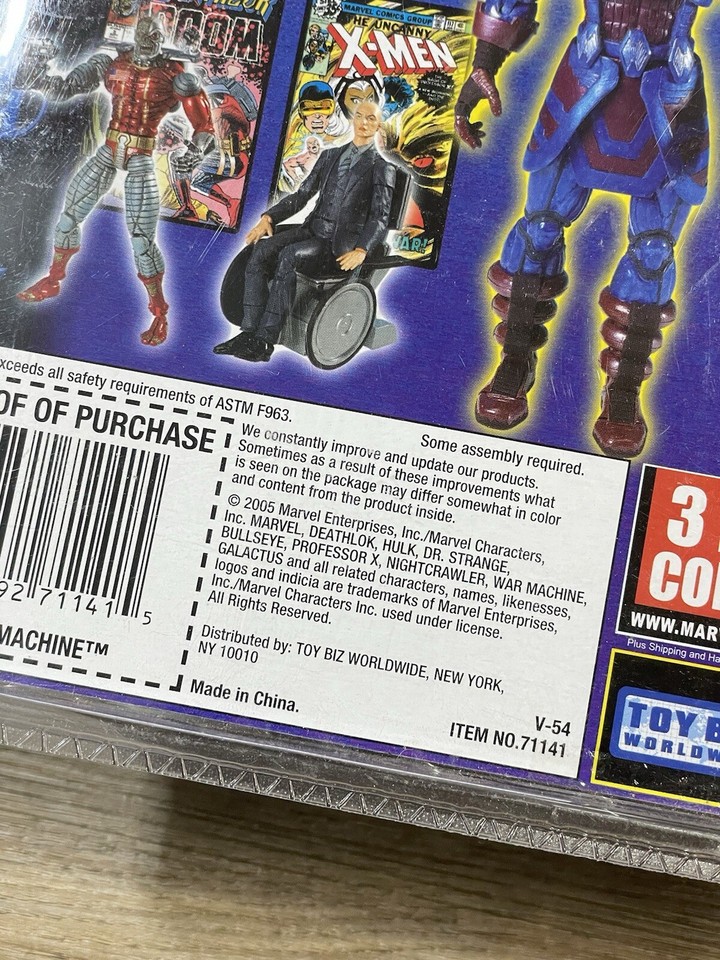 DOOM
MARVEL COMICS GROUP
THE UNCANNY
X-MEN
WAR!
xceeds all safety requirements of ASTM F963.
OF OF PURCHASE
92 71141 5
MACHINE™
Some assembly required.
We constantly improve and update our products.
Sometimes as a result of these improvements what
is seen on the package may differ somewhat in color
and content from the product inside.
© 2005 Marvel Enterprises, Inc./Marvel Characters,
Inc. MARVEL, DEATHLOK, HULK, DR. STRANGE,
BULLSEYE, PROFESSOR X, NIGHTCRAWLER, WAR MACHINE,
GALACTUS and all related characters, names, likenesses,
logos and indicia are trademarks of Marvel Enterprises,
Inc./Marvel Characters Inc. used under license.
All Rights Reserved.
Distributed by: TOY BIZ WORLDWIDE, NEW YORK,
NY 10010
Made in China.
V-54
ITEM NO.71141
3
CO
WWW.MAR
Plus Shipping and Ha
TOY B
WORLDW